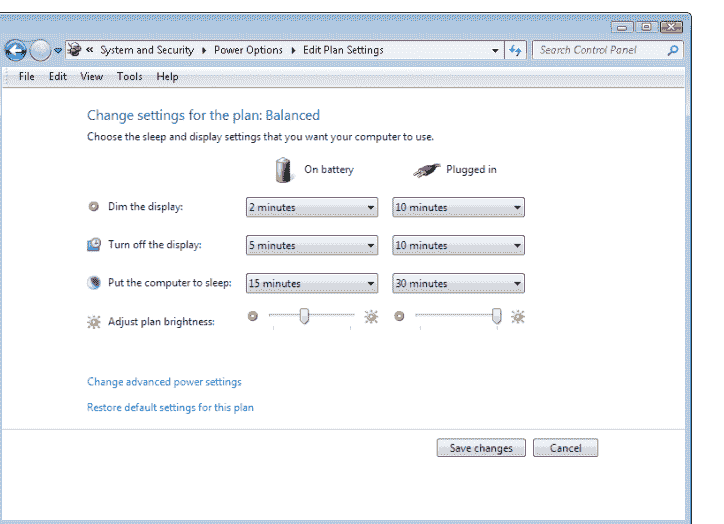 « System and Security ▸ Power Options ▸ Edit Plan Settings Search Control Panel
File Edit View Tools Help
Change settings for the plan: Balanced
Choose the sleep and display settings that you want your computer to use.
On battery Plugged in
Dim the display: 2 minutes 10 minutes
Turn off the display: 5 minutes 10 minutes
Put the computer to sleep: 15 minutes 30 minutes
Adjust plan brightness:
Change advanced power settings
Restore default settings for this plan
Save changes Cancel